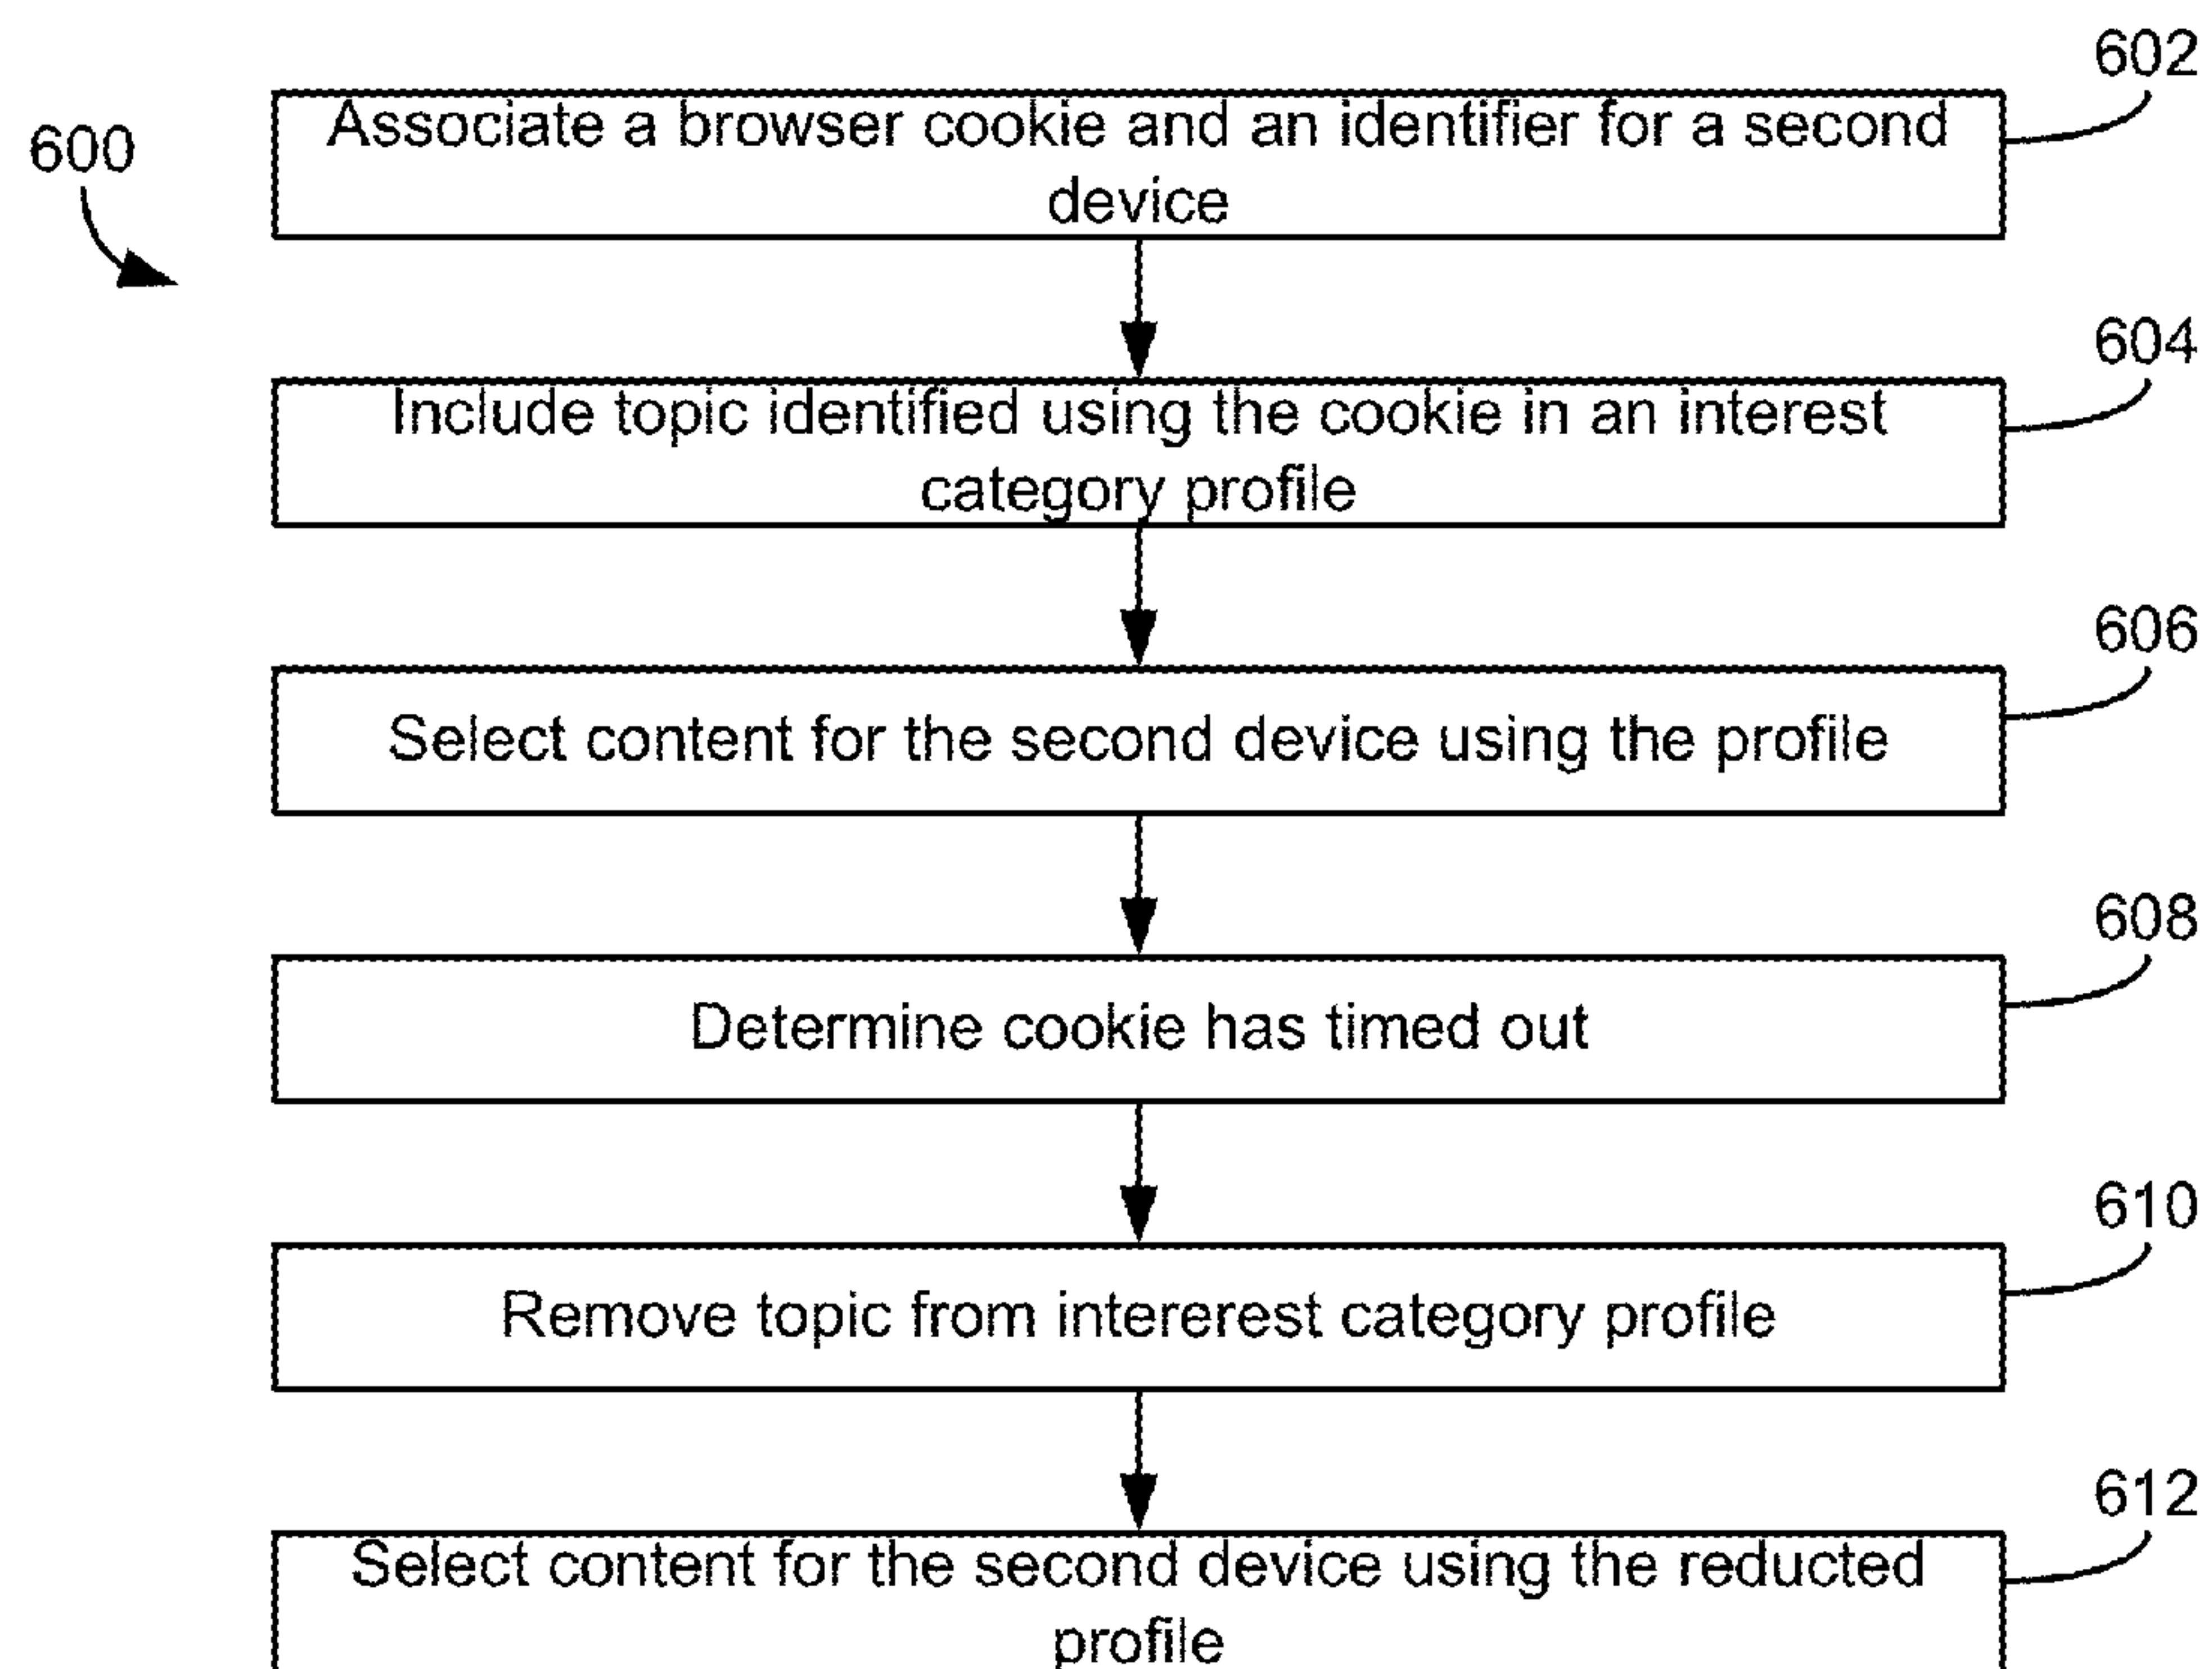 602
Associate a browser cookie and an identifier for a second
device
600
604
Include topic identified using the cookie in an interest
category profile
606
Select content for the second device using the profile
608
Determine cookie has timed out
610
Remove topic from intererest category profile
612
Select content for the second device using the reducted
profile